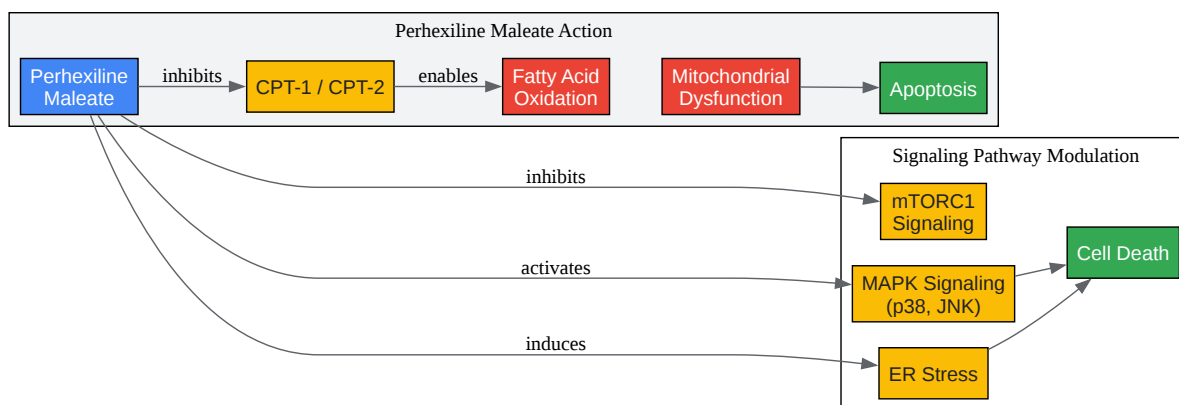 Perhexiline Maleate Action
Perhexiline
Maleate
inhibits
CPT-1 / CPT-2
enables
Fatty Acid
Oxidation
Mitochondrial
Dysfunction
Apoptosis
Signaling Pathway Modulation
inhibits
mTORC1
Signaling
activates
MAPK Signaling
(p38, JNK)
Cell Death
induces
ER Stress